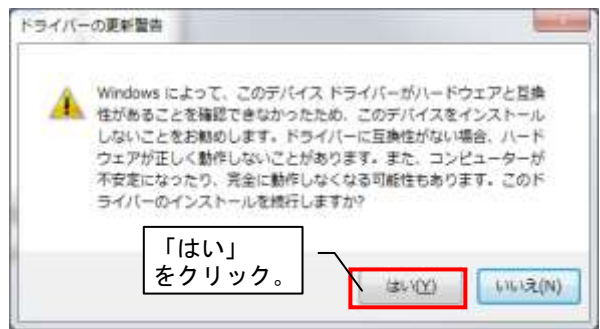 ドライバーの更新警告
Windows によって、このデバイス ドライバーがハードウェアと互換
性があることを確認できなかったため、このデバイスをインストール
しないことをお勧めします。ドライバーに互換性がない場合、ハード
ウェアが正しく動作しないことがあります。また、コンピューターが
不安定になったり、完全に動作しなくなる可能性もあります。このド
ライバーのインストールを続行しますか?
「はい」
をクリック。
はい(Y)
いいえ(N)